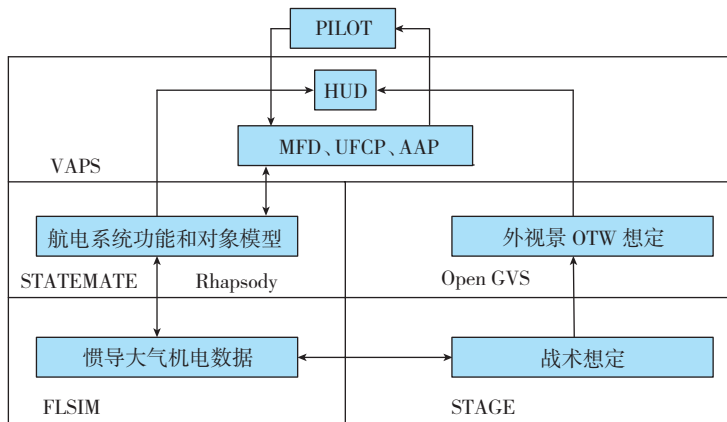 PILOT
HUD
MFD、UFCP、AAP
VAPS
航电系统功能和对象模型
外视景 OTW 想定
STATEMATE
Rhapsody
Open GVS
惯导大气机电数据
战术想定
FLSIM
STAGE